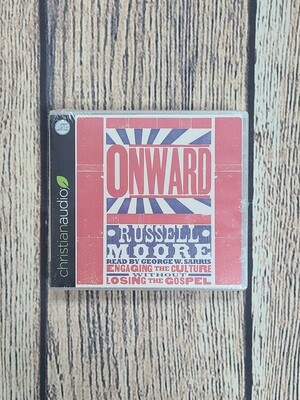 ONWARD
RUSSELL
MOORE
READ BY GEORGE W. SARRIS
ENGAGING THE CULTURE
WITHOUT
LOSING THE GOSPEL
christianaudio